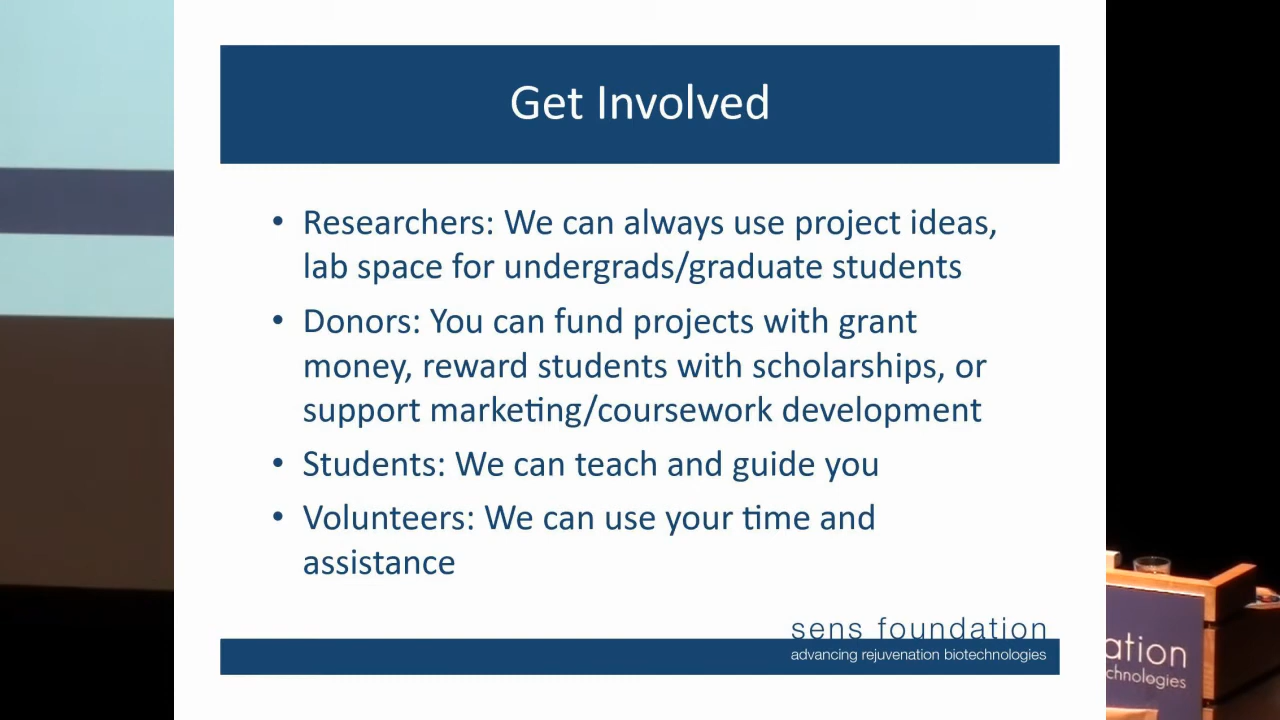 Get Involved
• Researchers: We can always use project ideas,
lab space for undergrads/graduate students
• Donors: You can fund projects with grant
money, reward students with scholarships, or
support marketing/coursework development
• Students: We can teach and guide you
• Volunteers: We can use your time and
assistance
sens foundation
advancing rejuvenation biotechnologies
ation
chnologies